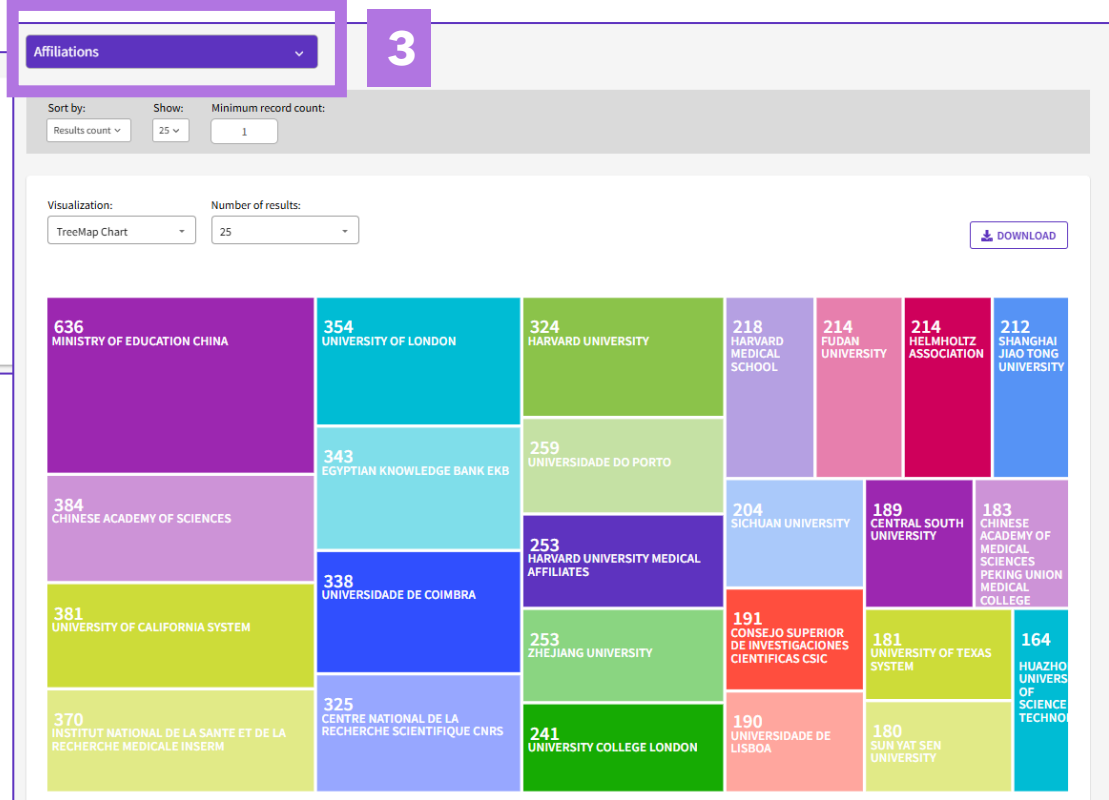 Affiliations
3
Sort by:
Show:
Minimum record count:
Results count
25
1
Visualization:
Number of results:
TreeMap Chart
25
DOWNLOAD
636
MINISTRY OF EDUCATION CHINA
384
CHINESE ACADEMY OF SCIENCES
381
UNIVERSITY OF CALIFORNIA SYSTEM
370
INSTITUT NATIONAL DE LA SANTE ET DE LA
RECHERCHE MEDICALE INSERM
354
UNIVERSITY OF LONDON
343
EGYPTIAN KNOWLEDGE BANK EKB
338
UNIVERSIDADE DE COIMBRA
325
CENTRE NATIONAL DE LA
RECHERCHE SCIENTIFIQUE CNRS
324
HARVARD UNIVERSITY
259
UNIVERSIDADE DO PORTO
253
HARVARD UNIVERSITY MEDICAL
AFFILIATES
253
ZHEJIANG UNIVERSITY
241
UNIVERSITY COLLEGE LONDON
218
HARVARD
MEDICAL
SCHOOL
214
FUDAN
UNIVERSITY
214
HELMHOLTZ
ASSOCIATION
212
SHANGHAI
JIAO TONG
UNIVERSITY
204
SICHUAN UNIVERSITY
191
CONSEJO SUPERIOR
DE INVESTIGACIONES
CIENTIFICAS CSIC
190
UNIVERSIDADE DE
LISBOA
189
CENTRAL SOUTH
UNIVERSITY
183
CHINESE
ACADEMY OF
MEDICAL
SCIENCES
PEKING UNION
MEDICAL
COLLEGE
181
UNIVERSITY OF TEXAS
SYSTEM
180
SUN YAT SEN
UNIVERSITY
164
HUAZHO
UNIVERS
OF
SCIENCE
TECHNO